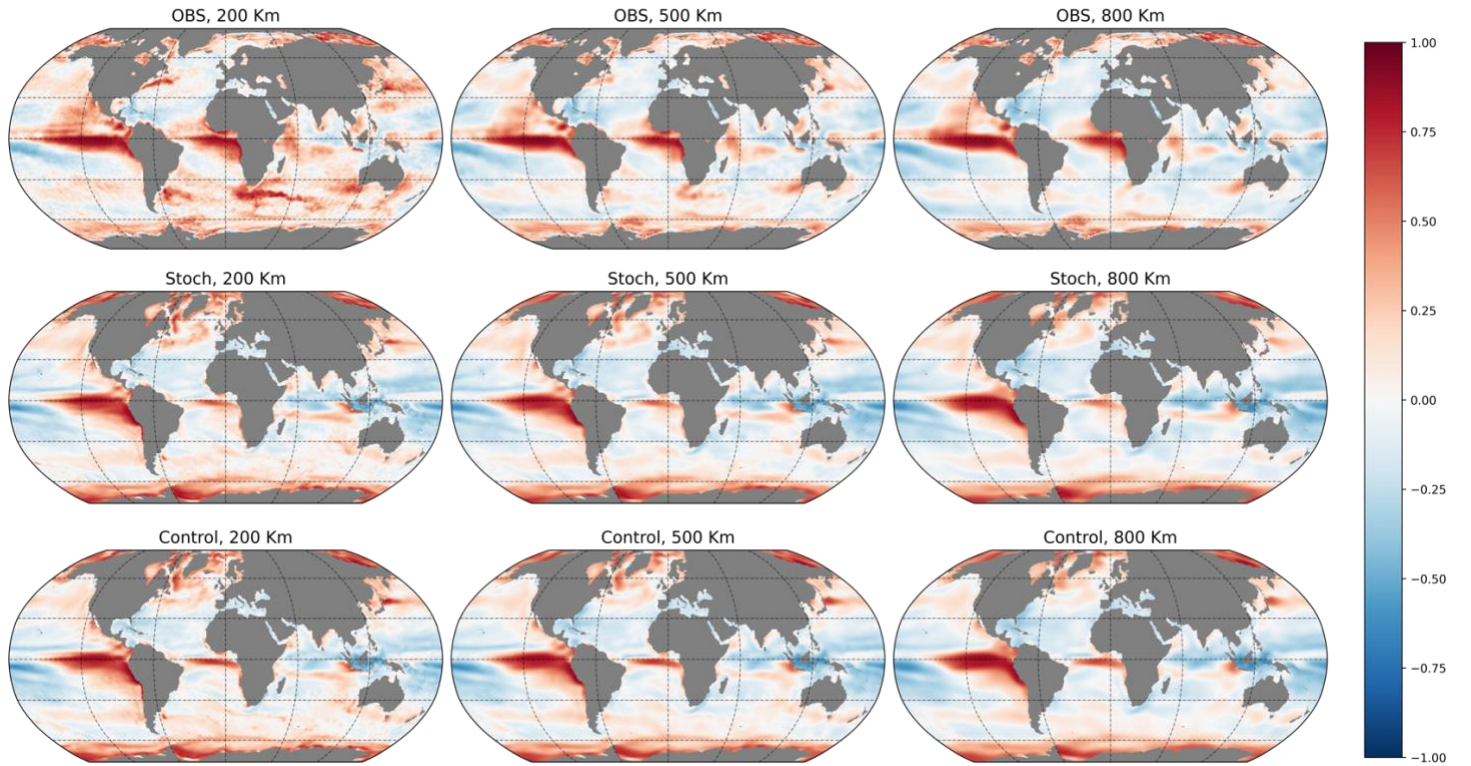 OBS, 200 Km
OBS, 500 Km
OBS, 800 Km
Stoch, 200 Km
Stoch, 500 Km
Stoch, 800 Km
Control, 200 Km
Control, 500 Km
Control, 800 Km
1.00
0.75
0.50
0.25
0.00
−0.25
−0.50
−0.75
−1.00